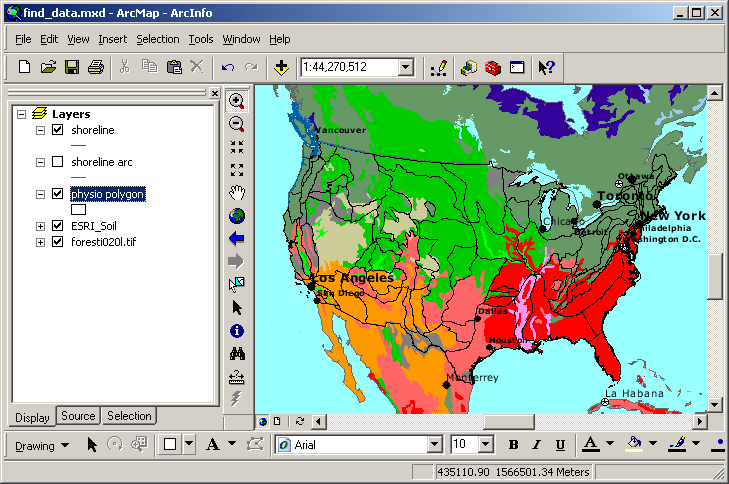 find_data.mxd - ArcMap - ArcInfo
File Edit View Insert Selection Tools Window Help
1:44,270,512
Layers
shoreline
shoreline arc
physio polygon
ESRI_Soil
foresti020l.tif
Display Source Selection
Vancouver
Ottawa
Toronto
Chicago
Detroit
New York
hiladelphia
shington D.C.
Los Angeles
San Diego
Dallas
Houston
Monterrey
La Habana
Drawing
A
Arial
10
B I U A
435110.90 1566501.34 Meters